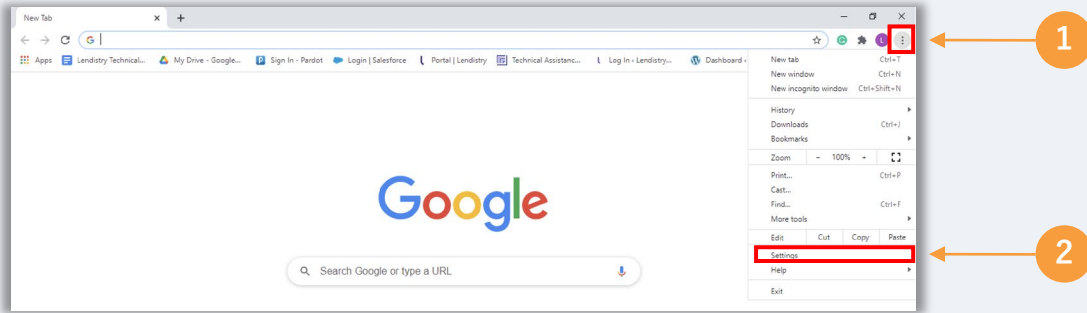 New Tab
G
L
1
Apps Lendistry Technical... My Drive - Google... Sign In - Pardot Login | Salesforce Portal | Lendistry Technical Assistanc... Log In ‹ Lendistry... Dashboard ‹
New tab Ctrl+T
New window Ctrl+N
New incognito window Ctrl+Shift+N
History
Downloads Ctrl+J
Bookmarks
Zoom - 100% +
Print... Ctrl+P
Cast...
Find... Ctrl+F
More tools
Edit Cut Copy Paste
Settings
2
Help
Exit
Google
Search Google or type a URL